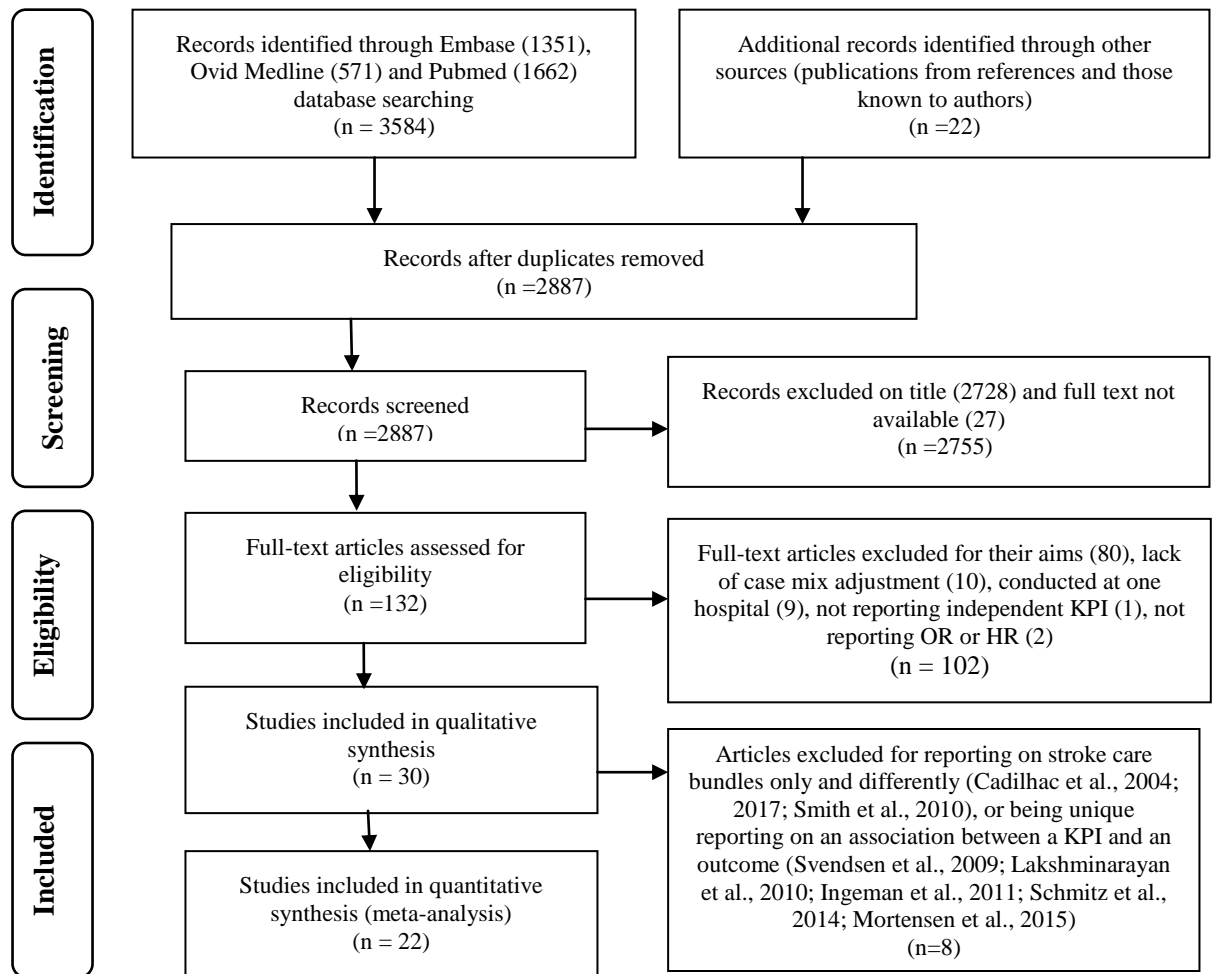 Identification
Records identified through Embase (1351),
Ovid Medline (571) and Pubmed (1662)
database searching
(n = 3584)
Additional records identified through other
sources (publications from references and those
known to authors)
(n =22)
Records after duplicates removed
(n =2887)
Screening
Records screened
(n =2887)
Records excluded on title (2728) and full text not
available (27)
(n =2755)
Eligibility
Full-text articles assessed for
eligibility
(n =132)
Full-text articles excluded for their aims (80), lack
of case mix adjustment (10), conducted at one
hospital (9), not reporting independent KPI (1), not
reporting OR or HR (2)
(n = 102)
Included
Studies included in qualitative
synthesis
(n = 30)
Articles excluded for reporting on stroke care
bundles only and differently (Cadilhac et al., 2004;
2017; Smith et al., 2010), or being unique
reporting on an association between a KPI and an
outcome (Svendsen et al., 2009; Lakshminarayan
et al., 2010; Ingeman et al., 2011; Schmitz et al.,
2014; Mortensen et al., 2015)
(n=8)
Studies included in quantitative
synthesis (meta-analysis)
(n = 22)